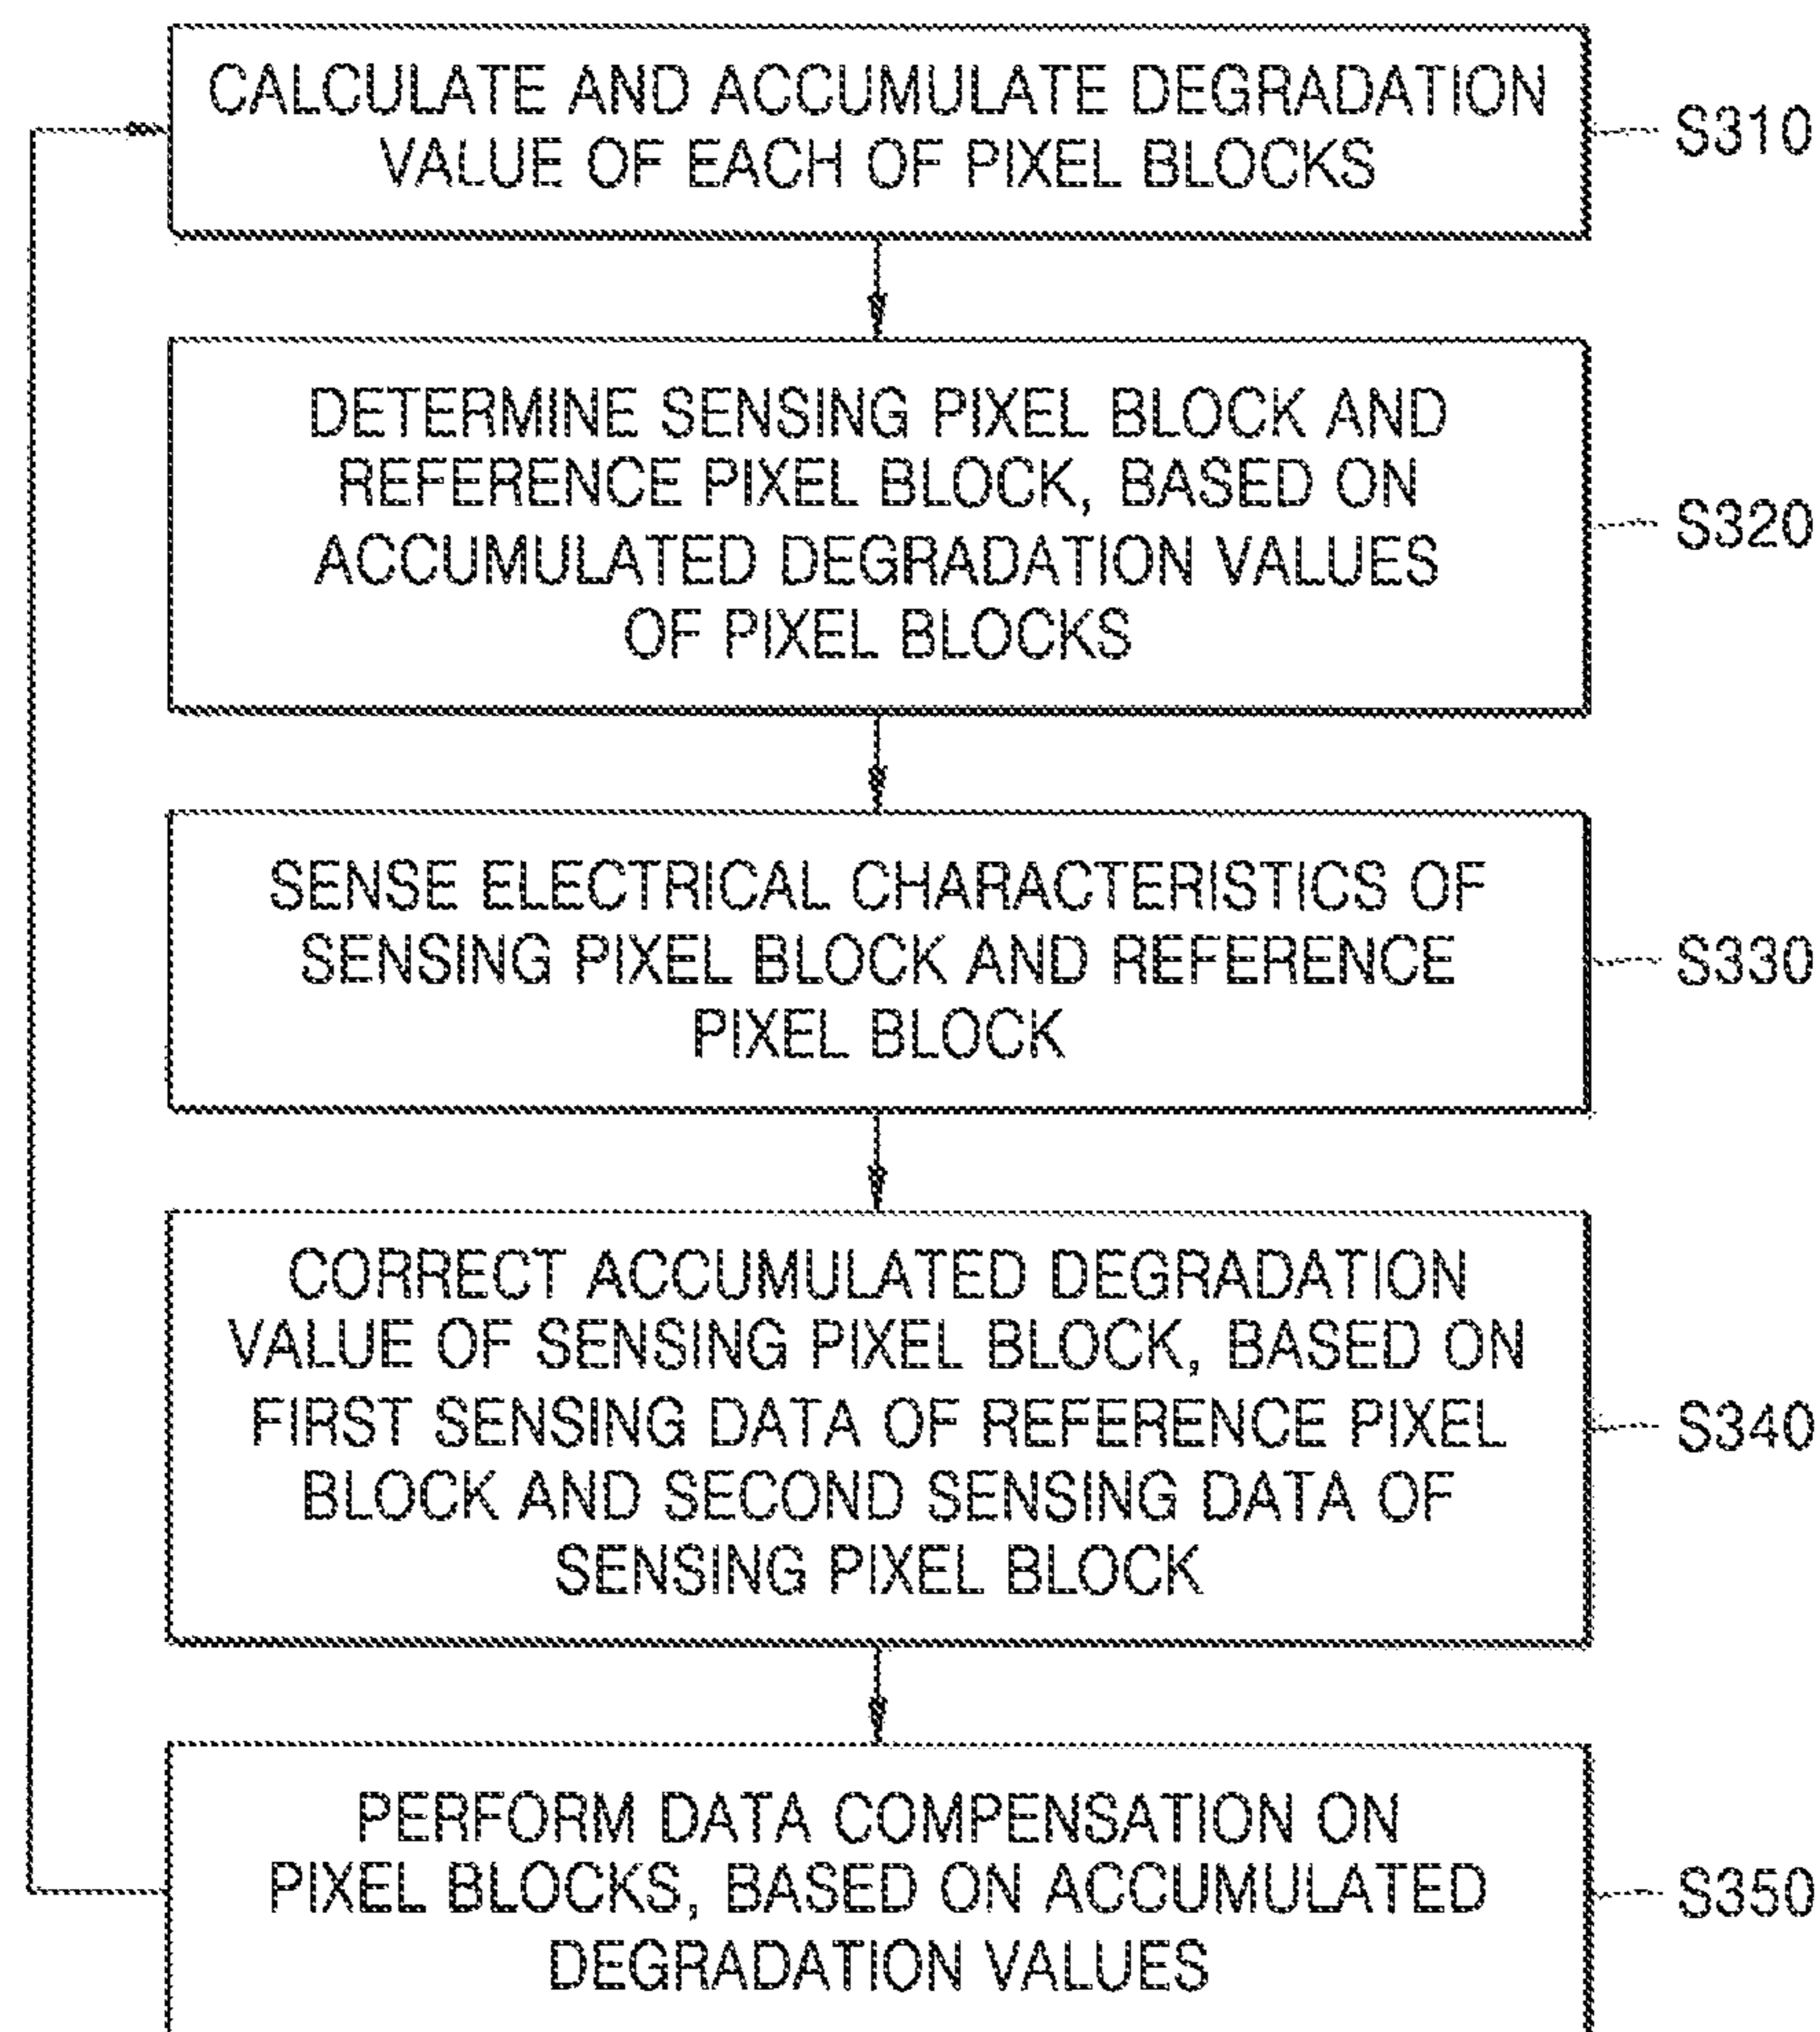 CALCULATE AND ACCUMULATE DEGRADATION
VALUE OF EACH OF PIXEL BLOCKS
S310
DETERMINE SENSING PIXEL BLOCK AND
REFERENCE PIXEL BLOCK, BASED ON
ACCUMULATED DEGRADATION VALUES
OF PIXEL BLOCKS
S320
SENSE ELECTRICAL CHARACTERISTICS OF
SENSING PIXEL BLOCK AND REFERENCE
PIXEL BLOCK
S330
CORRECT ACCUMULATED DEGRADATION
VALUE OF SENSING PIXEL BLOCK, BASED ON
FIRST SENSING DATA OF REFERENCE PIXEL
BLOCK AND SECOND SENSING DATA OF
SENSING PIXEL BLOCK
S340
PERFORM DATA COMPENSATION ON
PIXEL BLOCKS, BASED ON ACCUMULATED
DEGRADATION VALUES
S350